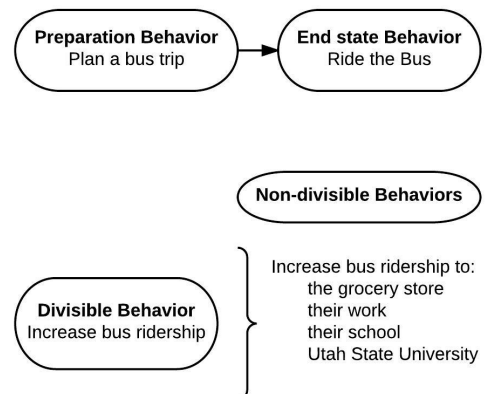 Preparation Behavior
Plan a bus trip
End state Behavior
Ride the Bus
Non-divisible Behaviors
Divisible Behavior
Increase bus ridership
Increase bus ridership to:
the grocery store
their work
their school
Utah State University